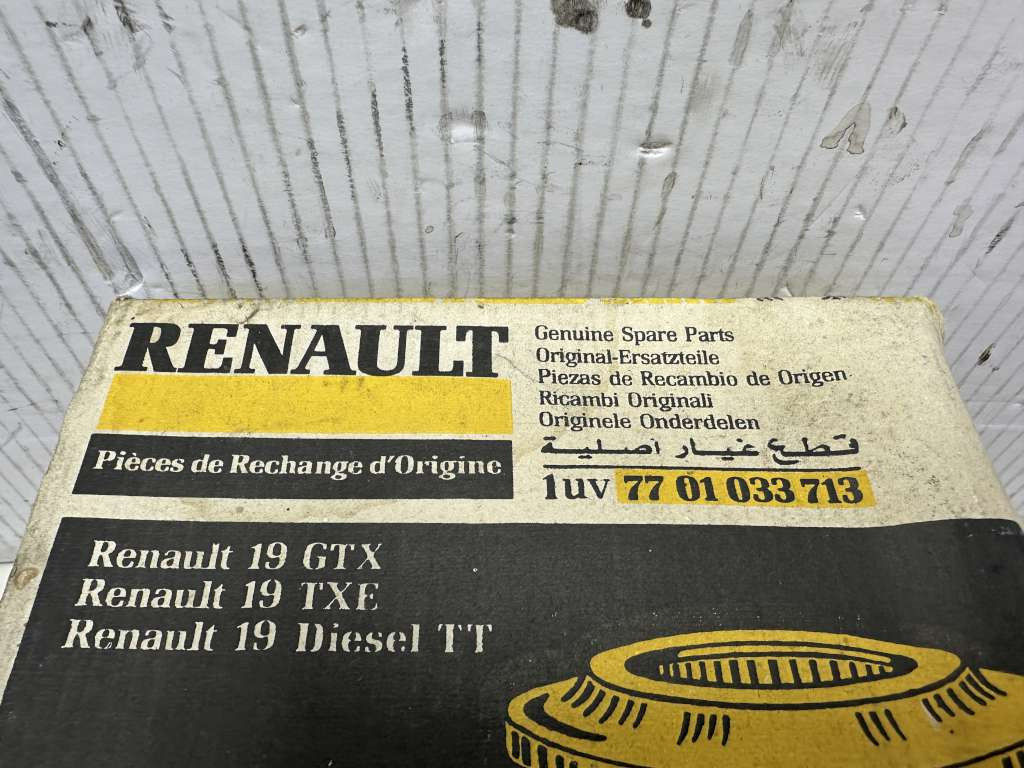 RENAULT
Pièces de Rechange d'Origine
Genuine Spare Parts
Original-Ersatzteile
Piezas de Recambio de Origen
Ricambi Originali
Originele Onderdelen
قطع غيار اصلية
1uv 77 01 033 713
Renault 19 GTX
Renault 19 TXE
Renault 19 Diesel TT